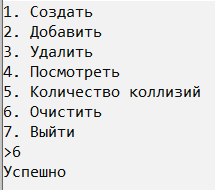 1. Создать
2. Добавить
3. Удалить
4. Посмотреть
5. Количество коллизий
6. Очистить
7. Выйти
>6
Успешно